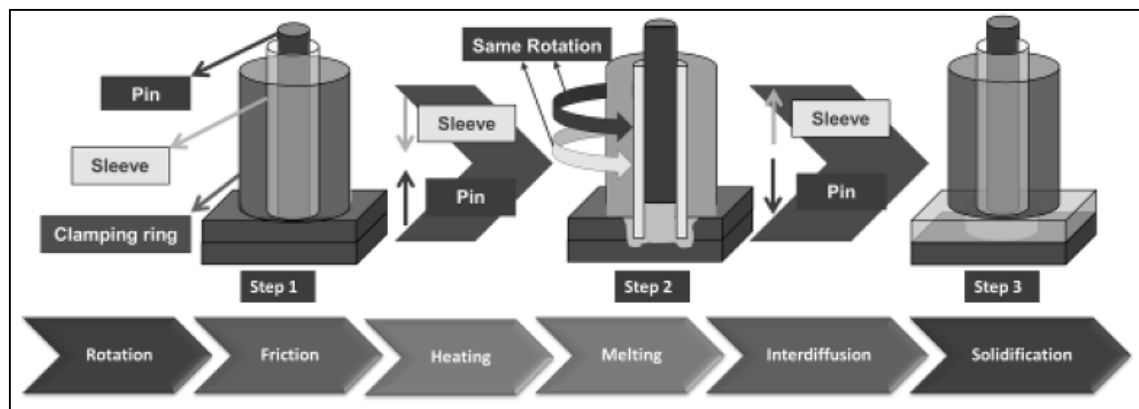 Pin
Sleeve
Clamping ring
Step 1
Sleeve
Pin
Same Rotation
Step 2
Sleeve
Pin
Step 3
Rotation
Friction
Heating
Melting
Interdiffusion
Solidification